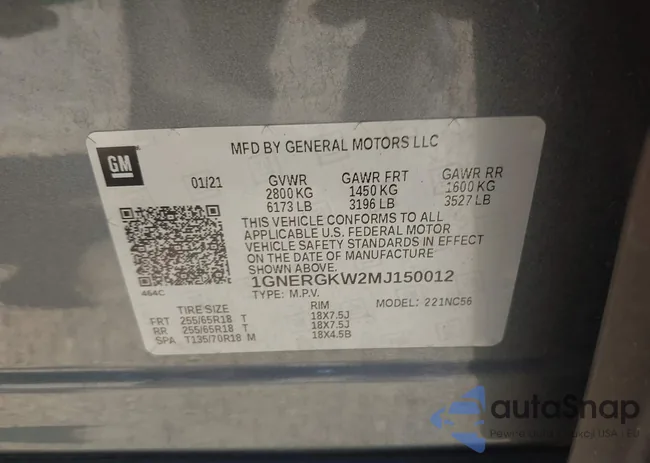 GM
MFD BY GENERAL MOTORS LLC
01/21 GVWR GAWR FRT GAWR RR
2800 KG 1450 KG 1600 KG
6173 LB 3196 LB 3527 LB
THIS VEHICLE CONFORMS TO ALL
APPLICABLE U.S. FEDERAL MOTOR
VEHICLE SAFETY STANDARDS IN EFFECT
ON THE DATE OF MANUFACTURE
SHOWN ABOVE.
464C
1GNERGKW2MJ150012
TYPE: M.P.V. MODEL: 221NC56
TIRE SIZE RIM
FRT 255/65R18 T 18X7.5J
RR 255/65R18 T 18X7.5J
SPA T135/70R18 M 18X4.5B
autoSnap
USA - EU